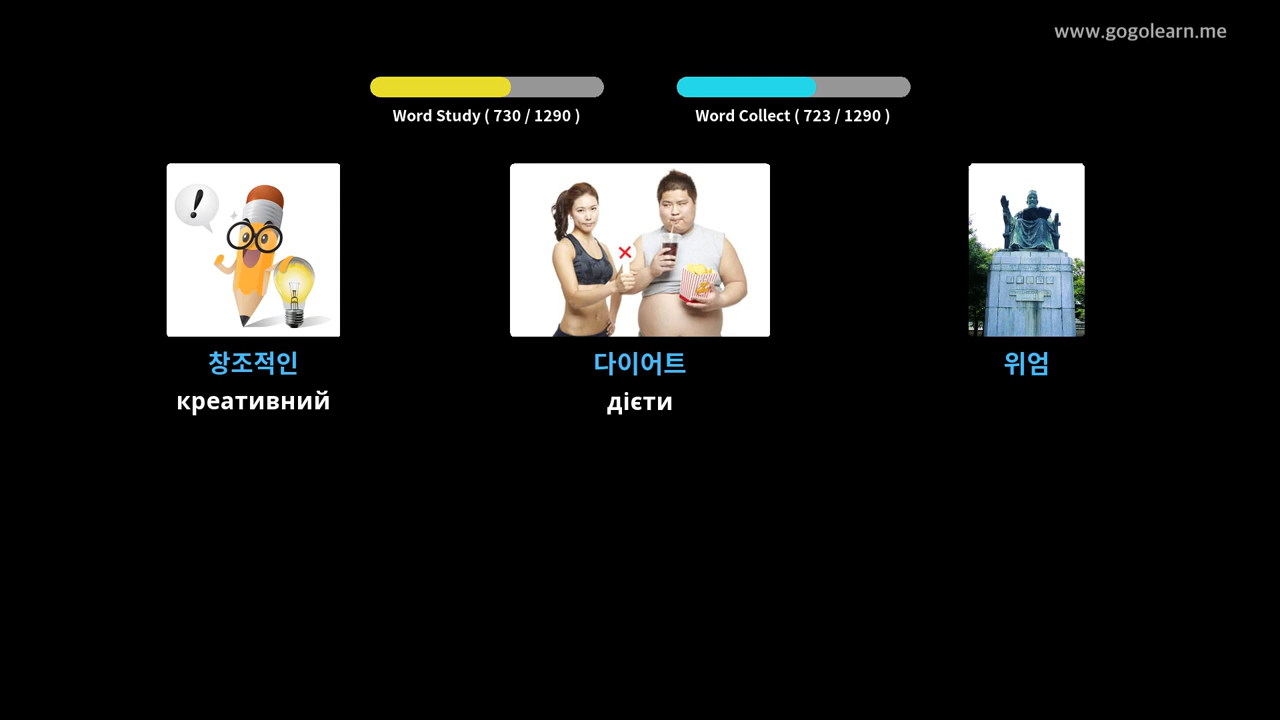 www.gogolearn.me
Word Study ( 730 / 1290 )
Word Collect ( 723 / 1290 )
창조적인
다이어트
위엄
креативний
дієти